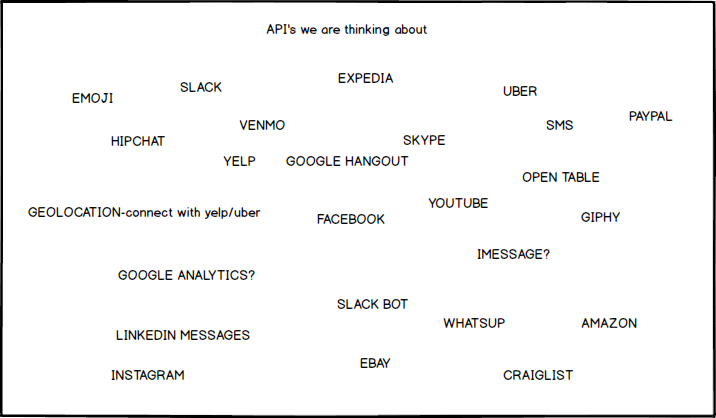 API's we are thinking about
EXPEDIA
SLACK
UBER
EMOJI
PAYPAL
VENMO
SMS
HIPCHAT
SKYPE
YELP
GOOGLE HANGOUT
OPEN TABLE
YOUTUBE
GEOLOCATION-connect with yelp/uber
FACEBOOK
GIPHY
IMESSAGE?
GOOGLE ANALYTICS?
SLACK BOT
WHATSUP
AMAZON
LINKEDIN MESSAGES
EBAY
INSTAGRAM
CRAIGLIST